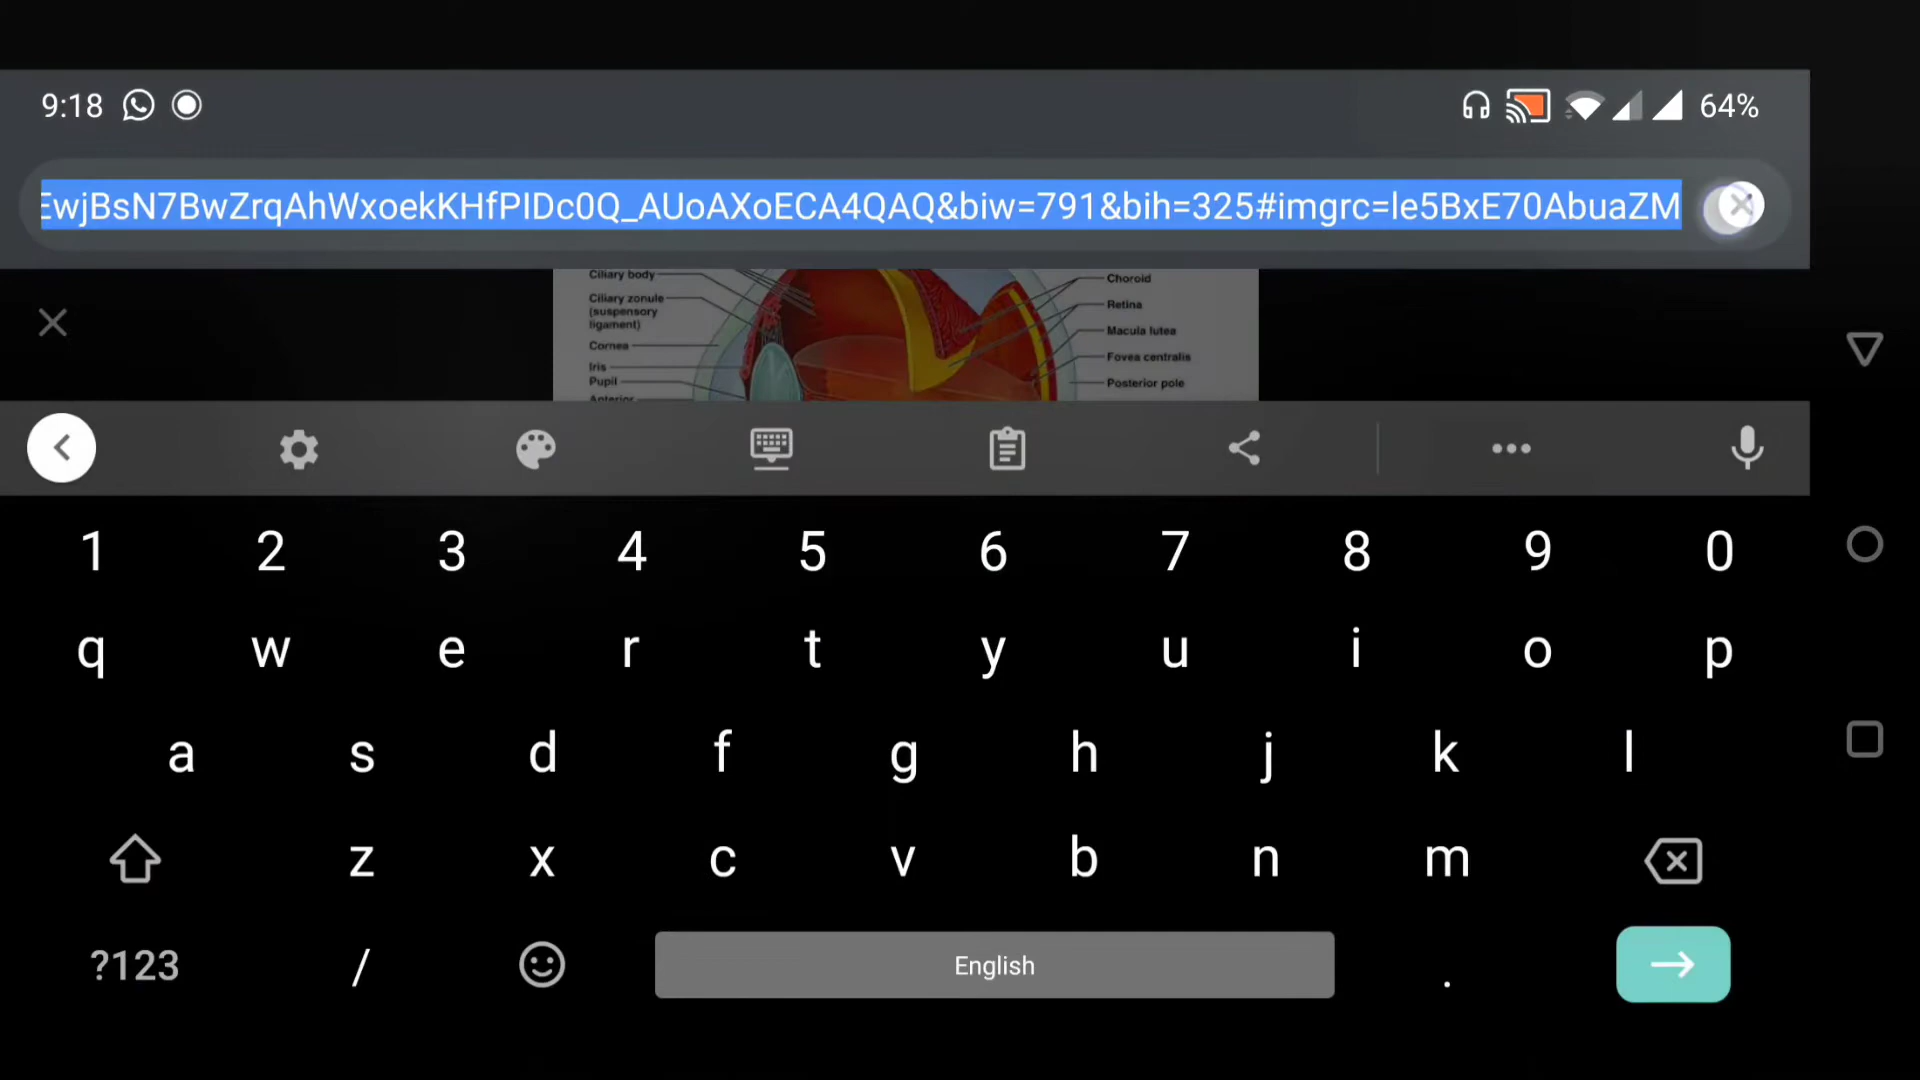 9:18 64%
EwjBsN7BwZrqAhWxoekKHfPIDc0Q_AUoAXoECA4QAQ&biw=791&bih=325#imgrc=le5BxE70AbuaZM
Ciliary body
Ciliary zonule
(suspensory
ligament)
Cornea
Iris
Pupil
Anterior
Choroid
Retina
Macula lutea
Fovea centralis
Posterior pole
1 2 3 4 5 6 7 8 9 0
q w e r t y u i o p
a s d f g h j k l
z x c v b n m
?123 / English .